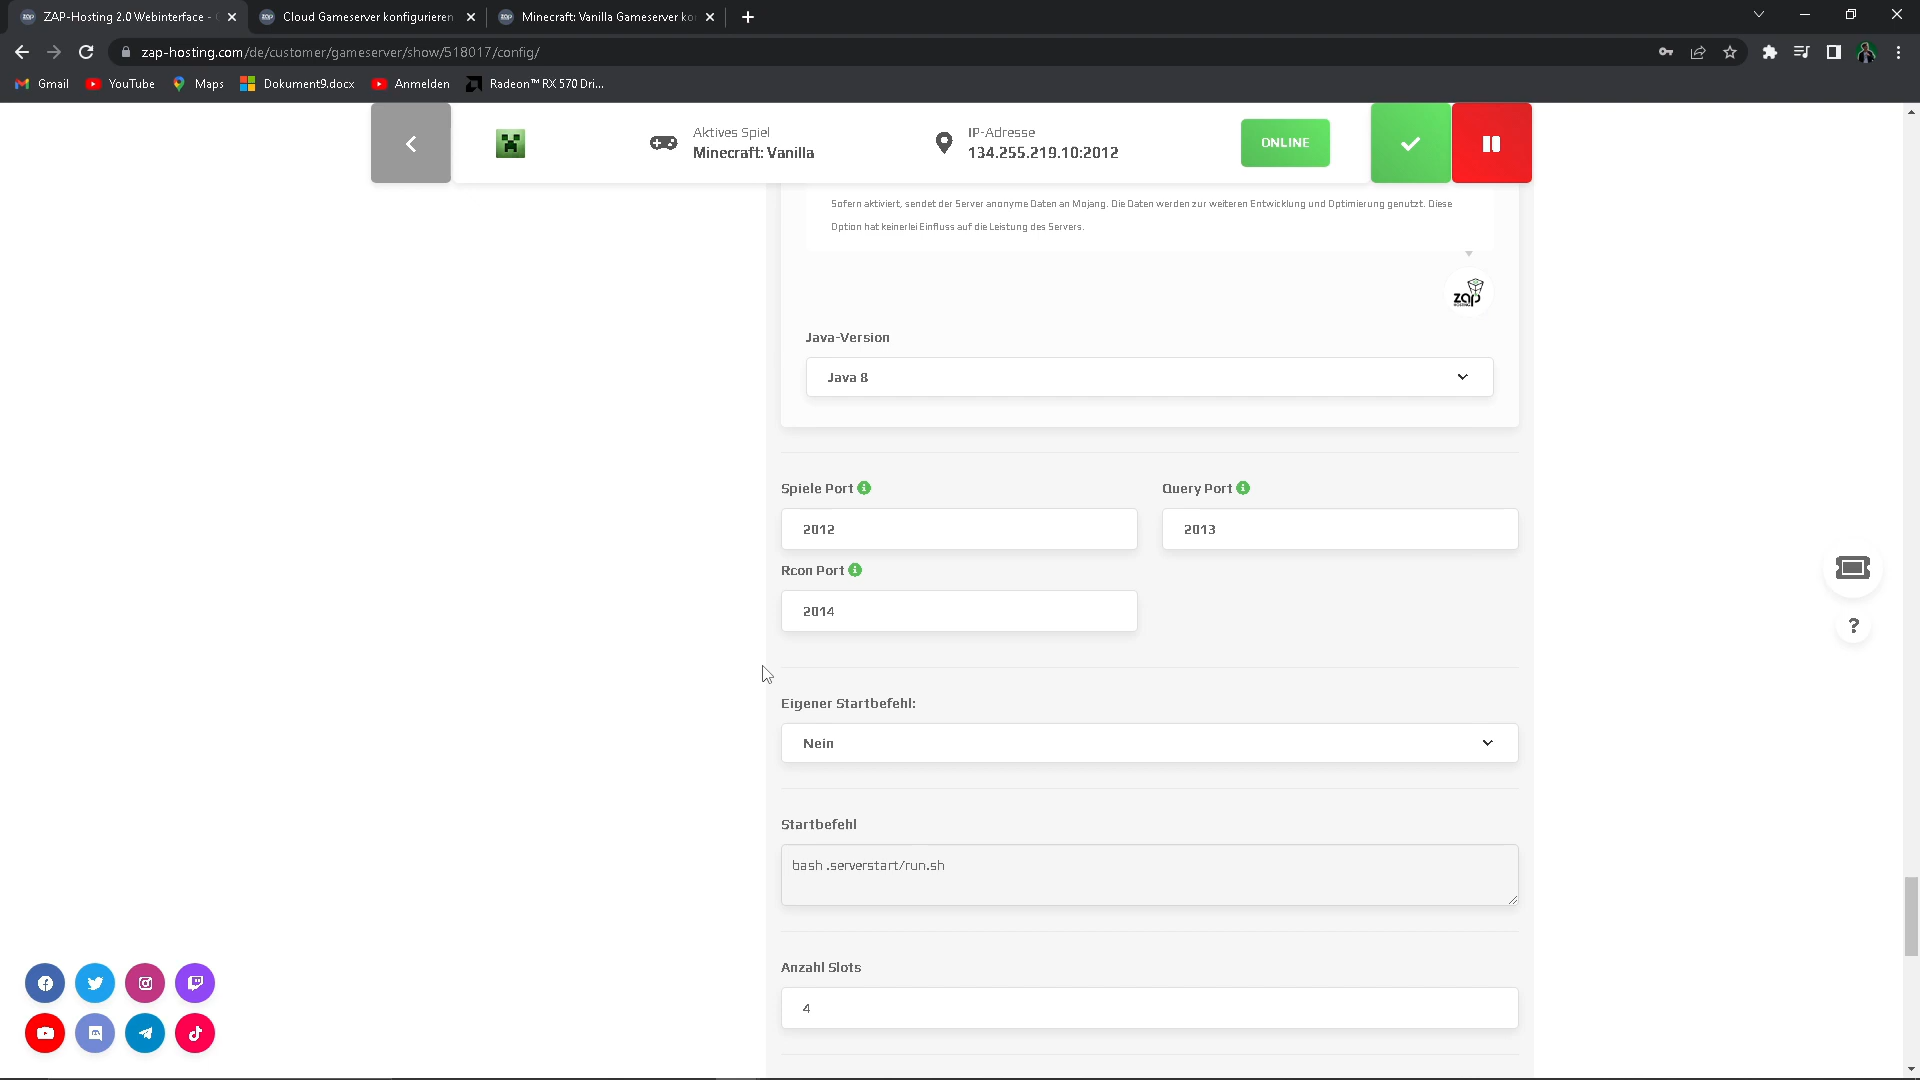 ZAP-Hosting 2.0 Webinterface -
Cloud Gameserver konfigurieren
Minecraft: Vanilla Gameserver ko
zap-hosting.com/de/customer/gameserver/show/518017/config/
Gmail
YouTube
Maps
Dokument9.docx
Anmelden
Radeon™ RX 570 Dri...
Aktives Spiel
Minecraft: Vanilla
IP-Adresse
134.255.219.10:2012
ONLINE
Sofern aktiviert, sendet der Server anonyme Daten an Mojang. Die Daten werden zur weiteren Entwicklung und Optimierung genutzt. Diese
Option hat keinerlei Einfluss auf die Leistung des Servers.
zap
HOSTING
Java-Version
Java 8
Spiele Port
Query Port
2012
2013
Rcon Port
2014
?
Eigener Startbefehl:
Nein
Startbefehl
bash .serverstart/run.sh
Anzahl Slots
4